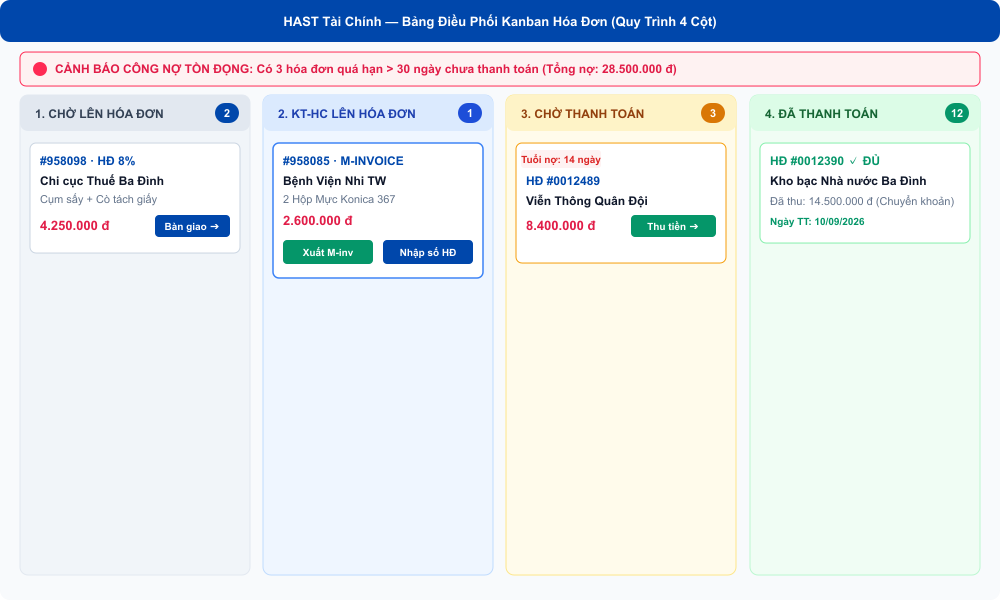 HAST Tài Chính — Bảng Điều Phối Kanban Hóa Đơn (Quy Trình 4 Cột)
CẢNH BÁO CÔNG NỢ TỒN ĐỌNG: Có 3 hóa đơn quá hạn > 30 ngày chưa thanh toán (Tổng nợ: 28.500.000 đ)
1. CHỜ LÊN HÓA ĐƠN
2
#958098 · HĐ 8%
Chi cục Thuế Ba Đình
Cụm sấy + Cò tách giấy
4.250.000 đ
Bàn giao →
2. KT-HC LÊN HÓA ĐƠN
1
#958085 · M-INVOICE
Bệnh Viện Nhi TW
2 Hộp Mực Konica 367
2.600.000 đ
Xuất M-inv
Nhập số HĐ
3. CHỜ THANH TOÁN
3
Tuổi nợ: 14 ngày
HĐ #0012489
Viễn Thông Quân Đội
8.400.000 đ
Thu tiền →
4. ĐÃ THANH TOÁN
12
HĐ #0012390 ✓ ĐỦ
Kho bạc Nhà nước Ba Đình
Đã thu: 14.500.000 đ (Chuyển khoản)
Ngày TT: 10/09/2026